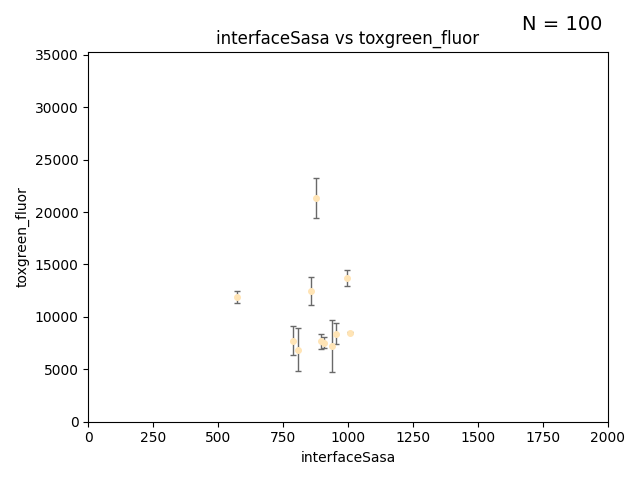 N = 100
interfaceSasa vs toxgreen_fluor
35000
30000
25000
20000
15000
10000
5000
0
toxgreen_fluor
0 250 500 750 1000 1250 1500 1750 2000
interfaceSasa